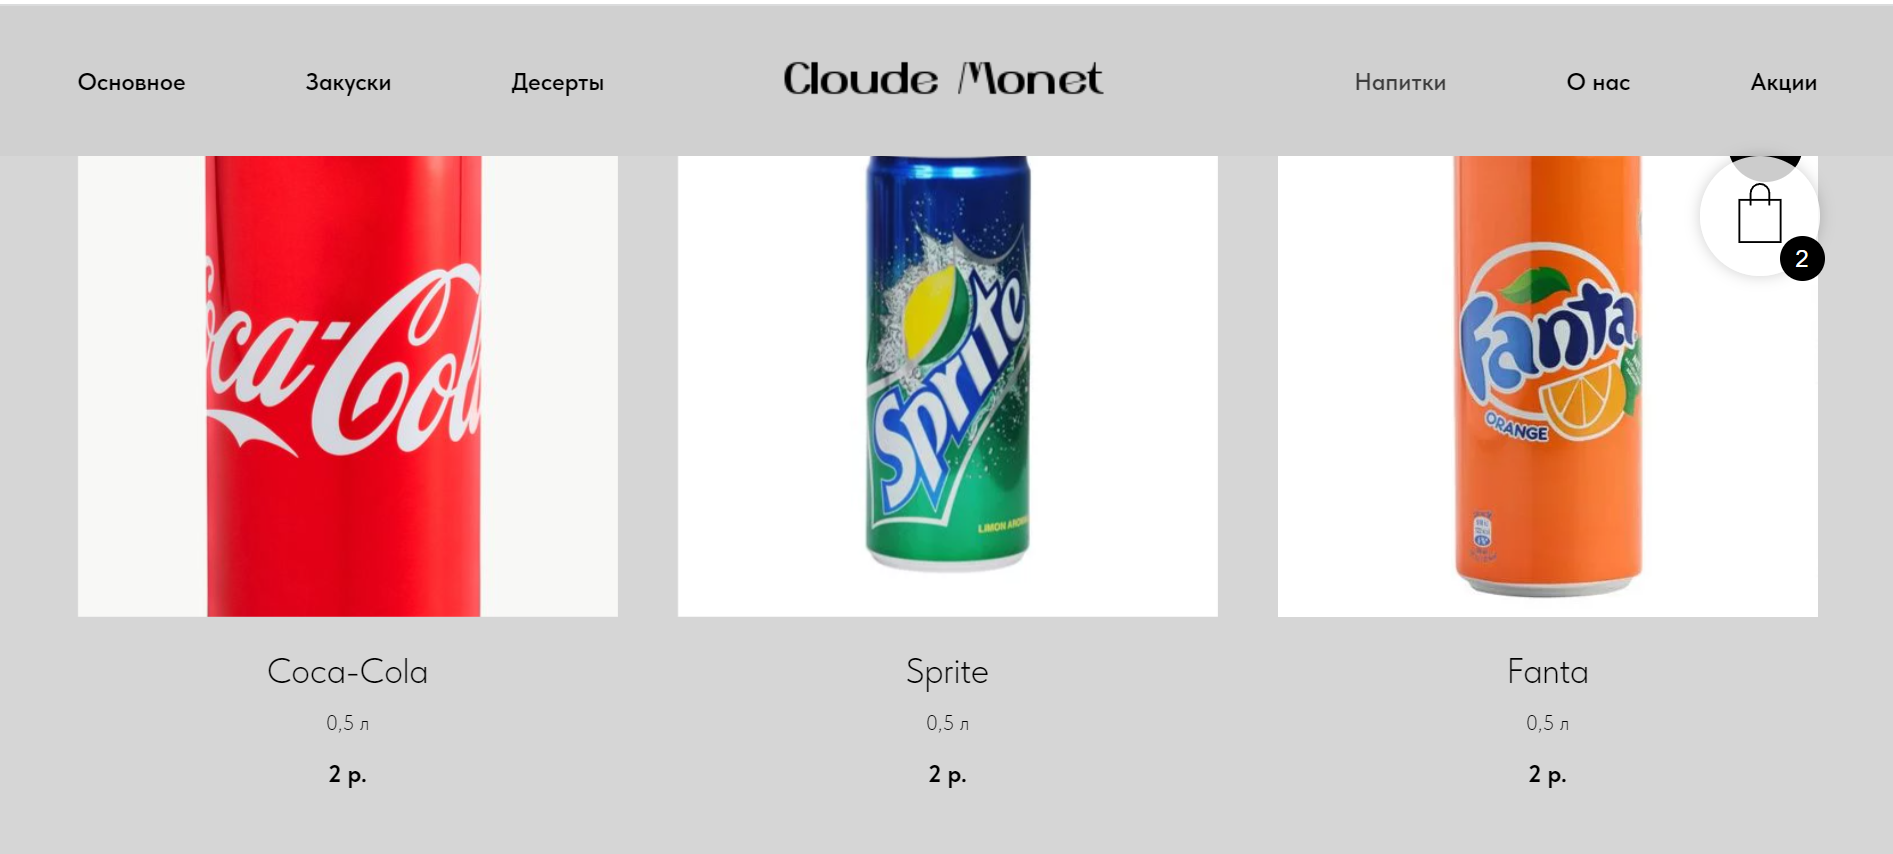 Основное Закуски Десерты Cloude Monet Напитки О нас Акции
2
Coca-Cola
Sprite
LIMON
Fanta
ORANGE
Coca-Cola Sprite Fanta
0,5 л 0,5 л 0,5 л
2 р. 2 р. 2 р.